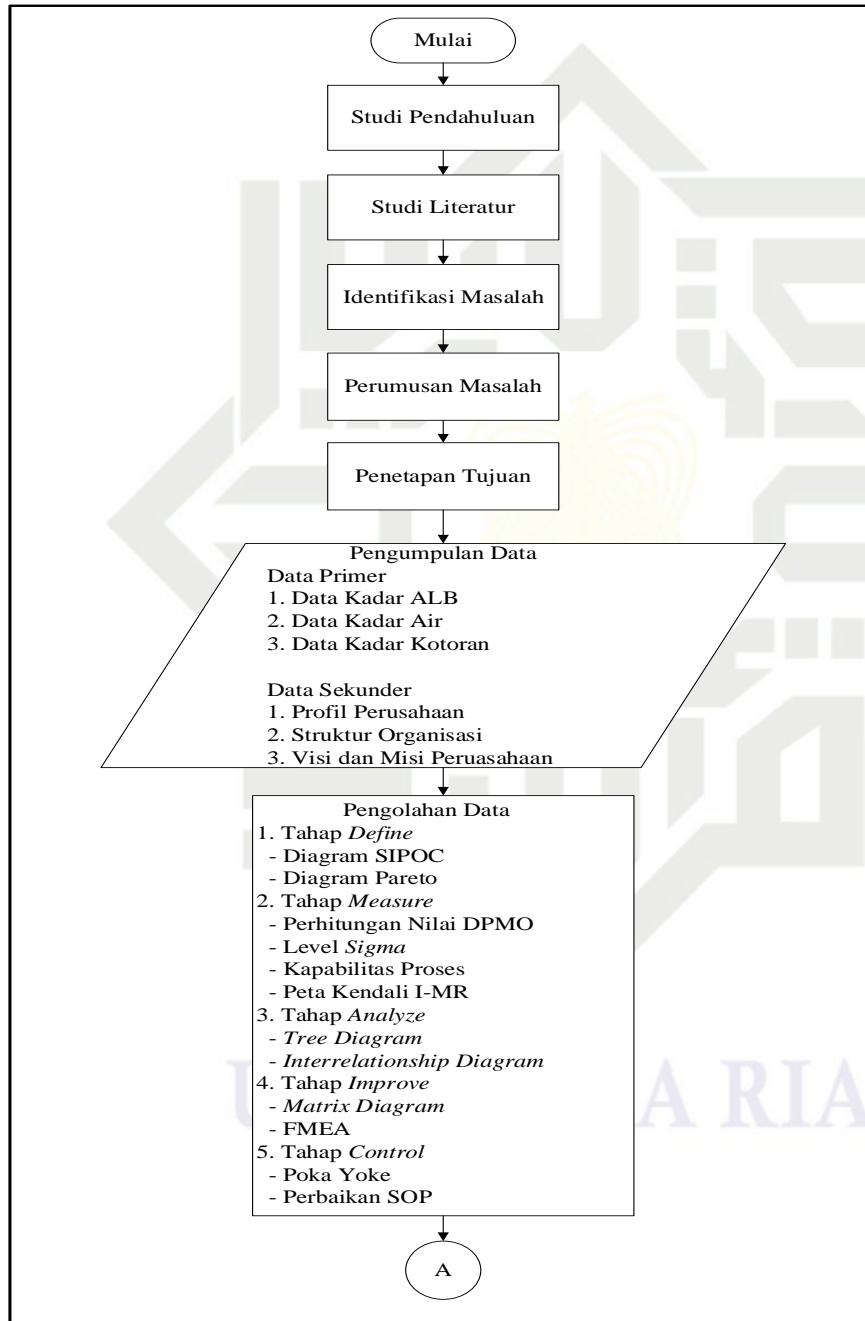 Mulai
Studi Pendahuluan
Studi Literatur
Identifikasi Masalah
Perumusan Masalah
Penetapan Tujuan
Pengumpulan Data
Data Primer
1. Data Kadar ALB
2. Data Kadar Air
3. Data Kadar Kotoran
Data Sekunder
1. Profil Perusahaan
2. Struktur Organisasi
3. Visi dan Misi Peruasahaan
Pengolahan Data
1. Tahap Define
- Diagram SIPOC
- Diagram Pareto
2. Tahap Measure
- Perhitungan Nilai DPMO
- Level Sigma
- Kapabilitas Proses
- Peta Kendali I-MR
3. Tahap Analyze
- Tree Diagram
- Interrelationship Diagram
4. Tahap Improve
- Matrix Diagram
- FMEA
5. Tahap Control
- Poka Yoke
- Perbaikan SOP
A